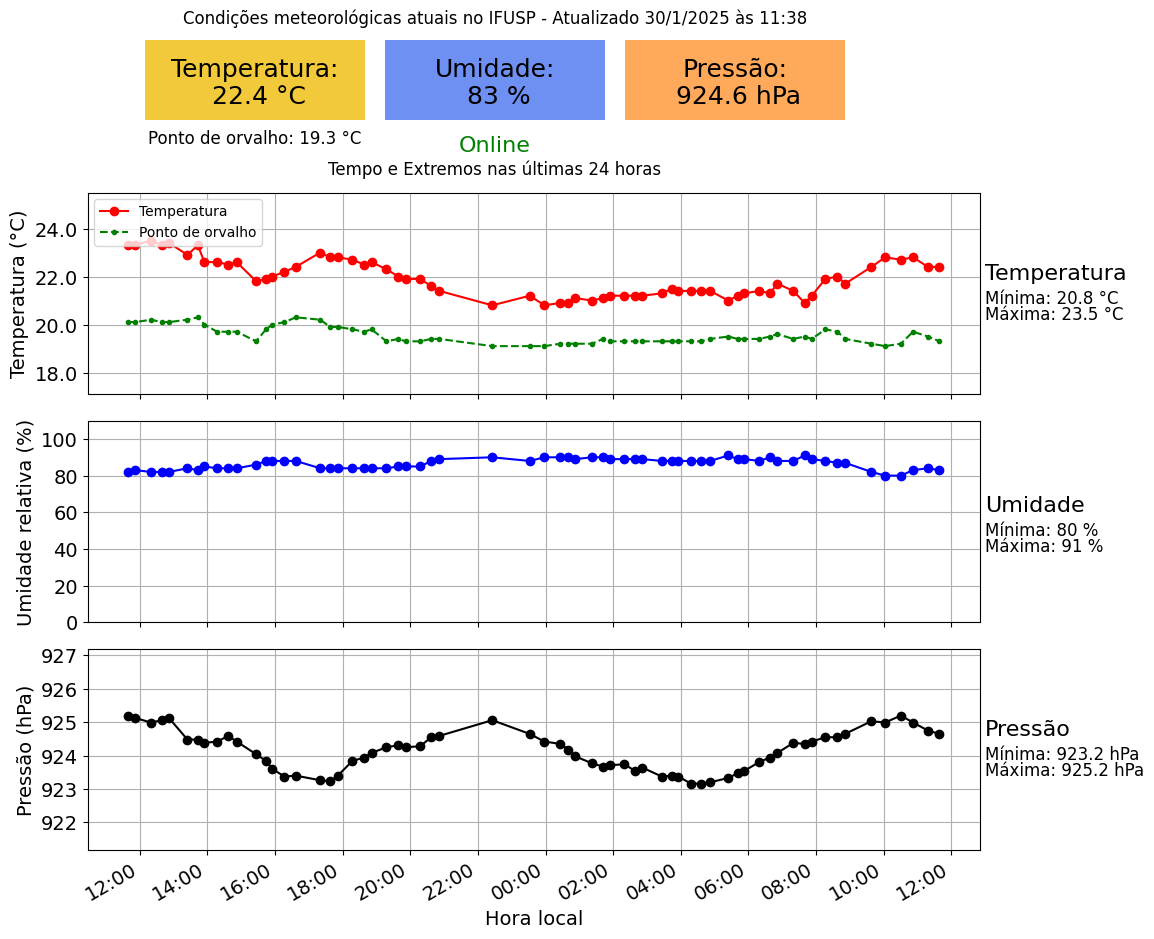 Condições meteorológicas atuais no IFUSP - Atualizado 30/1/2025 às 11:38
Temperatura:
22.4 °C
Umidade:
83 %
Pressão:
924.6 hPa
Ponto de orvalho: 19.3 °C
Online
Tempo e Extremos nas últimas 24 horas
Temperatura (°C)
24.0
22.0
20.0
18.0
Temperatura
Ponto de orvalho
Temperatura
Mínima: 20.8 °C
Máxima: 23.5 °C
Umidade relativa (%)
100
80
60
40
20
0
Umidade
Mínima: 80 %
Máxima: 91 %
Pressão (hPa)
927
926
925
924
923
922
Pressão
Mínima: 923.2 hPa
Máxima: 925.2 hPa
12:00 14:00 16:00 18:00 20:00 22:00 00:00 02:00 04:00 06:00 08:00 10:00 12:00
Hora local